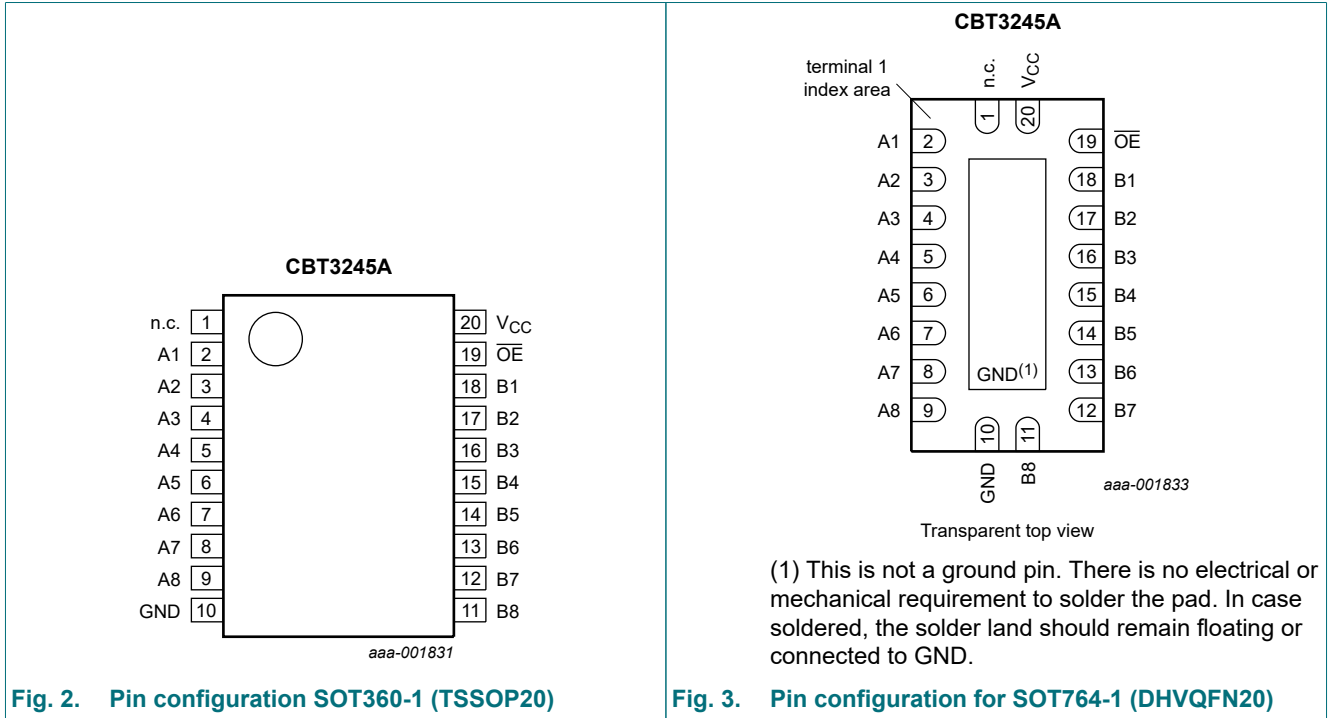 CBT3245A
n.c. 1
A1 2
A2 3
A3 4
A4 5
A5 6
A6 7
A7 8
A8 9
GND 10
20 VCC
19 OE
18 B1
17 B2
16 B3
15 B4
14 B5
13 B6
12 B7
11 B8
aaa-001831
Fig. 2. Pin configuration SOT360-1 (TSSOP20)
CBT3245A
terminal 1
index area
n.c.
VCC
1
20
A1 2
A2 3
A3 4
A4 5
A5 6
A6 7
A7 8
A8 9
19 OE
18 B1
17 B2
16 B3
15 B4
14 B5
13 B6
12 B7
GND(1)
10
11
GND
B8
aaa-001833
Transparent top view
(1) This is not a ground pin. There is no electrical or
mechanical requirement to solder the pad. In case
soldered, the solder land should remain floating or
connected to GND.
Fig. 3. Pin configuration for SOT764-1 (DHVQFN20)